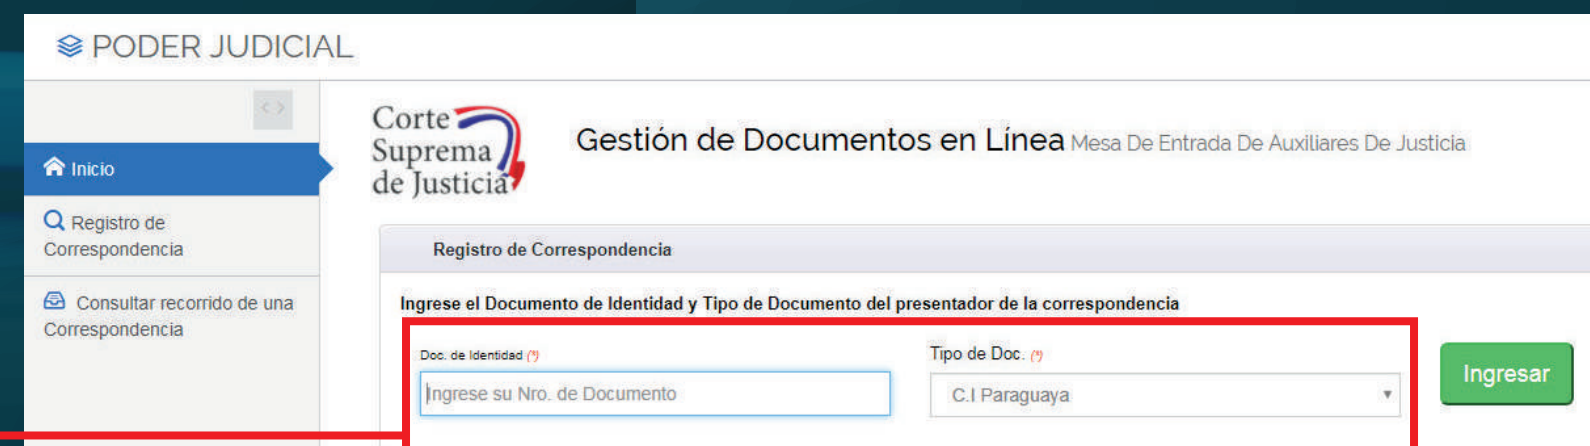 PODER JUDICIAL
Inicio
Registro de
Correspondencia
Consultar recorrido de una
Correspondencia
Corte
Suprema
de Justicia
Gestión de Documentos en Línea Mesa De Entrada De Auxiliares De Justicia
Registro de Correspondencia
Ingrese el Documento de Identidad y Tipo de Documento del presentador de la correspondencia
Doc. de Identidad (*)
Tipo de Doc. (*)
Ingrese su Nro. de Documento
C.I Paraguaya
Ingresar